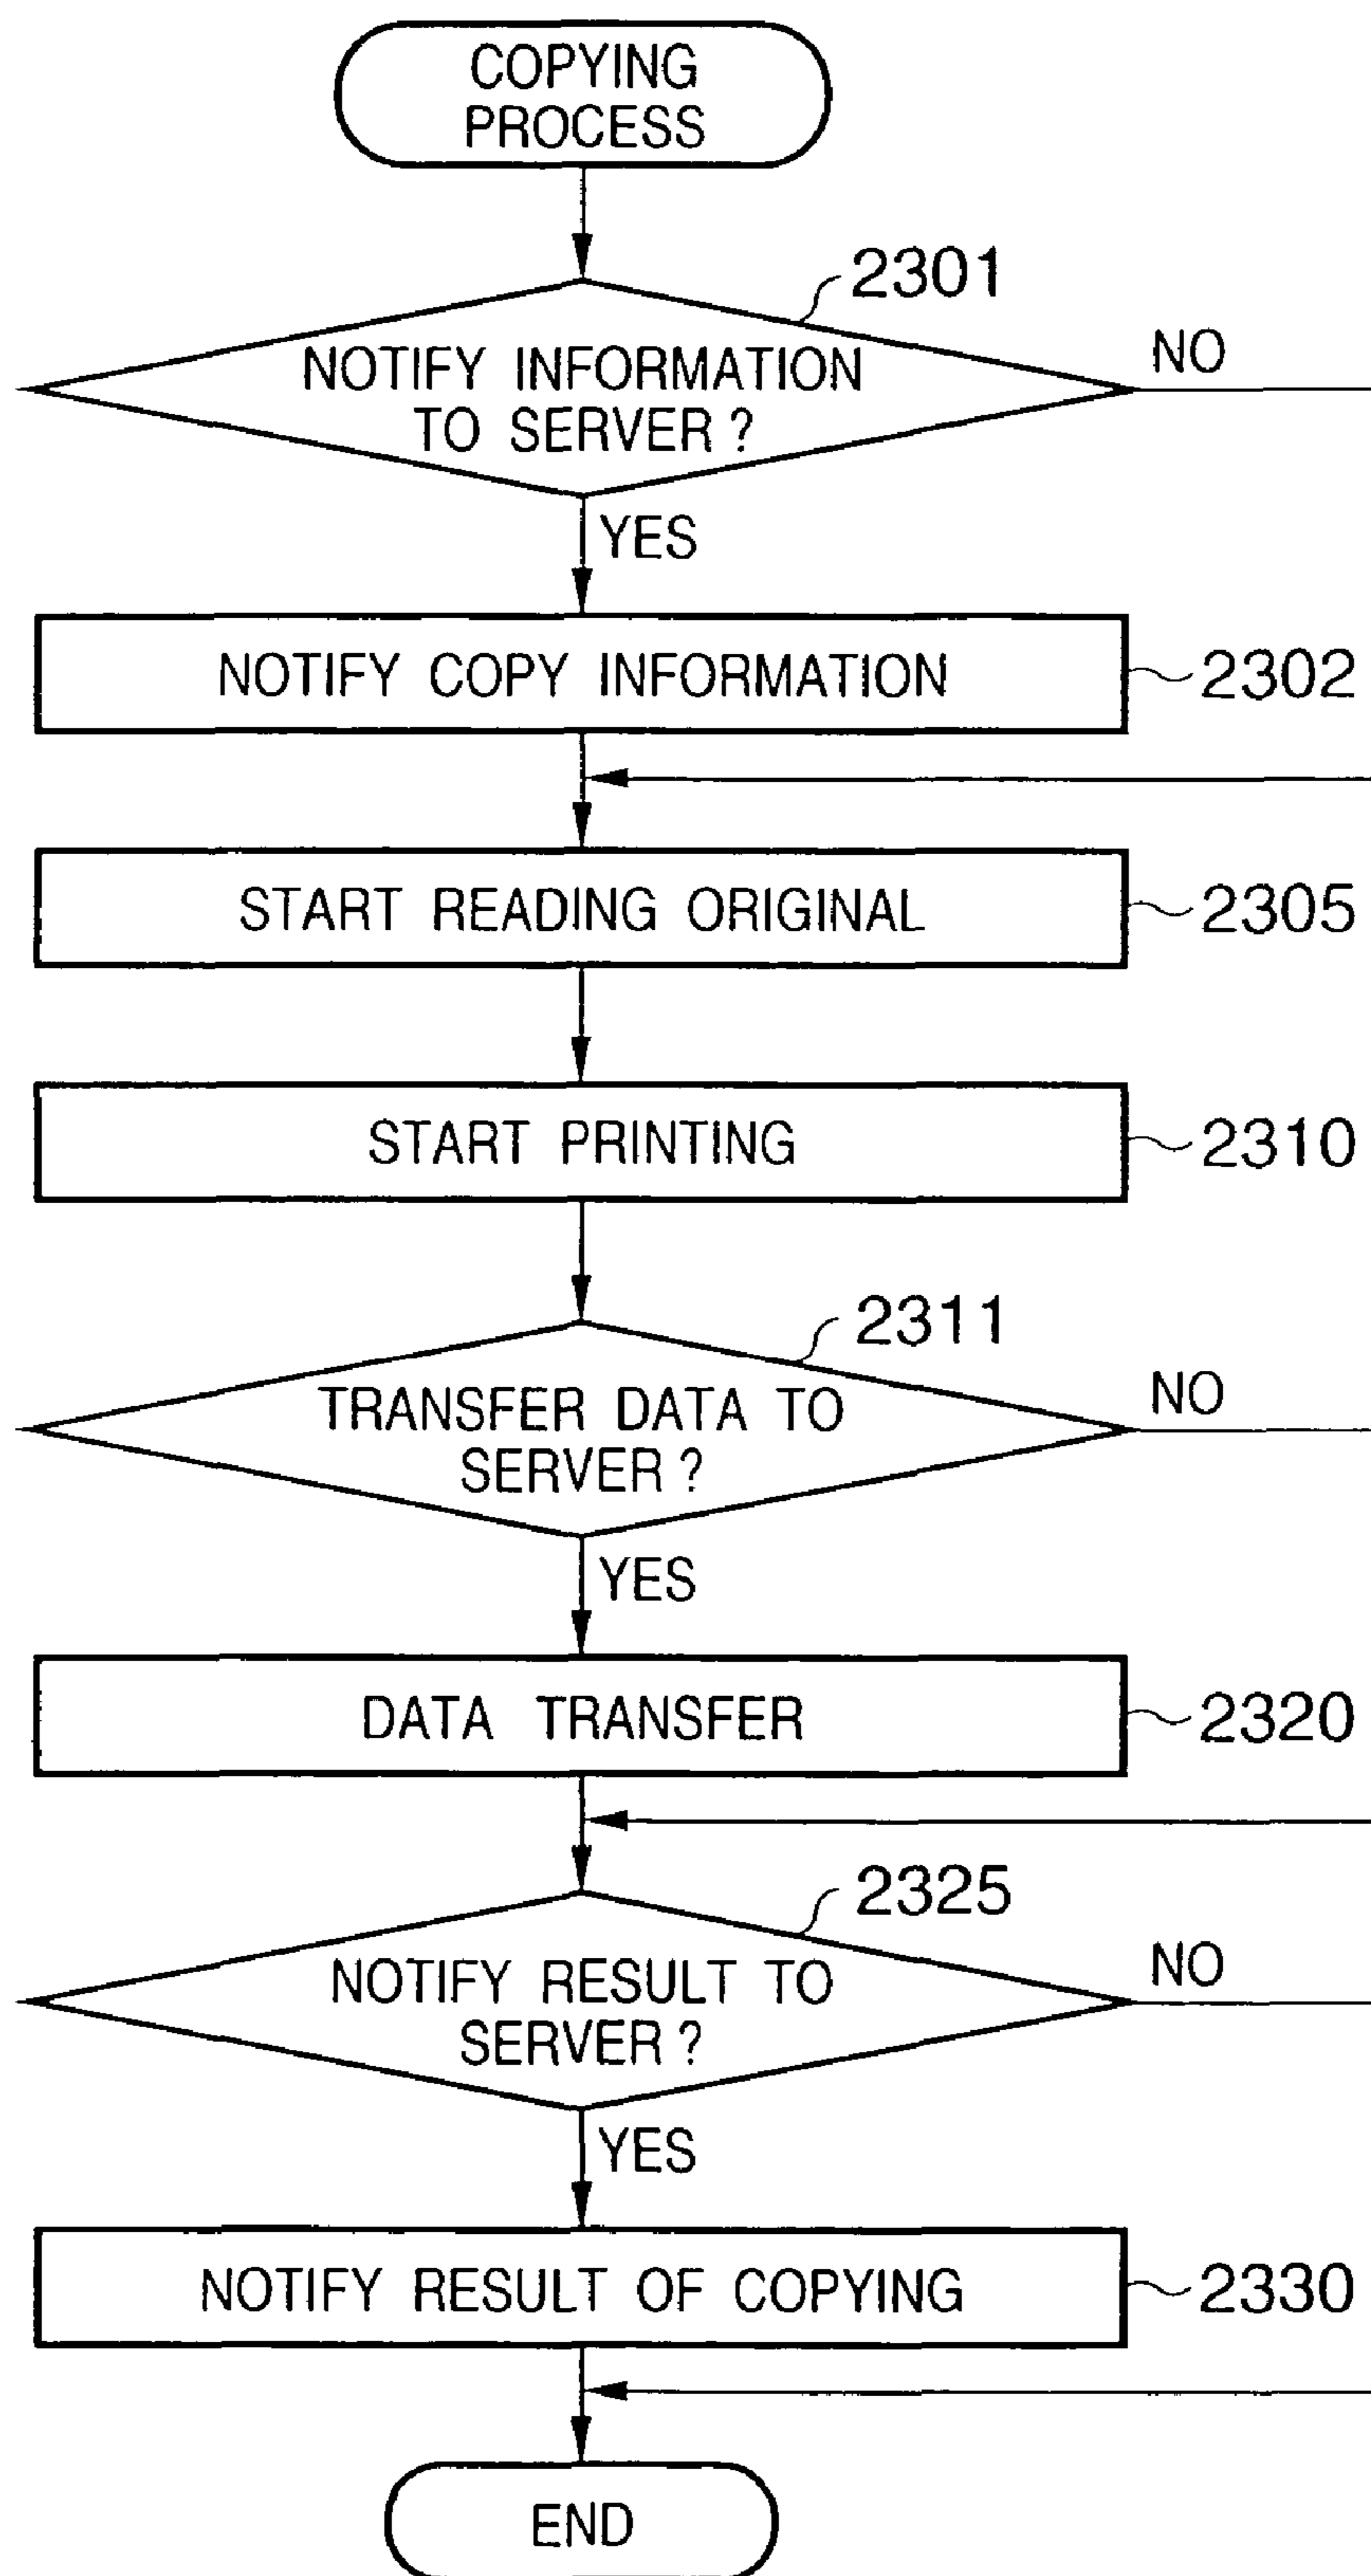 COPYING
PROCESS
2301
NOTIFY INFORMATION
TO SERVER ?
NO
YES
NOTIFY COPY INFORMATION
2302
START READING ORIGINAL
2305
START PRINTING
2310
2311
TRANSFER DATA TO
SERVER ?
NO
YES
DATA TRANSFER
2320
2325
NOTIFY RESULT TO
SERVER ?
NO
YES
NOTIFY RESULT OF COPYING
2330
END